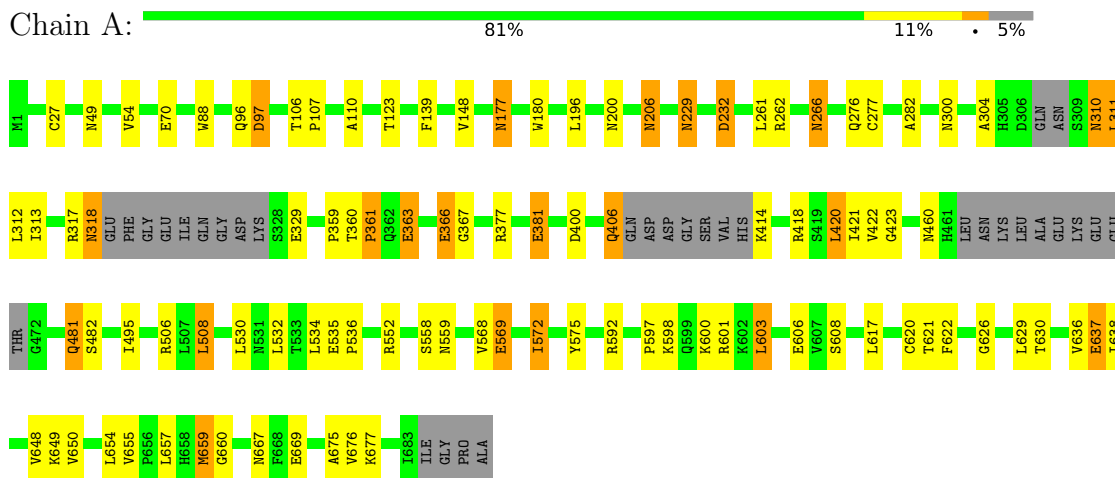 Chain A:
81% 11% • 5%
M1 C27 N49 V54 E70 W88 Q96 D97 T106 P107 A110 T123 F139 V148 N177 W180 L196 N200 N206 N229 D232 L261 R262 N266 Q276 C277 A282 N300 A304 H305 D306 GLN ASN S309 N310 L311
L312 I313 R317 N318 GLU PHE GLY GLU ILE GLN GLY ASP LYS S328 E329 P359 T360 P361 Q362 E363 E366 G367 R377 E381 D400 Q406 GLN ASP ASP GLY SER VAL HIS K414 R418 S419 L420 I421 V422 G423 N460 H461 LEU ASN LYS LEU ALA GLU LYS GLU GLU
THR G472 Q481 S482 I495 R506 L507 L508 L530 N531 L532 T533 L534 E535 P536 R552 S558 N559 V568 E569 I572 Y575 R592 P597 K598 Q599 K600 R601 K602 L603 E606 V607 S608 L617 C620 T621 F622 G626 L629 T630 V636 E637
V648 K649 V650 L654 V655 P656 L657 H658 M659 G660 N667 F668 E669 A675 V676 K677 I683 ILE GLY PRO ALA